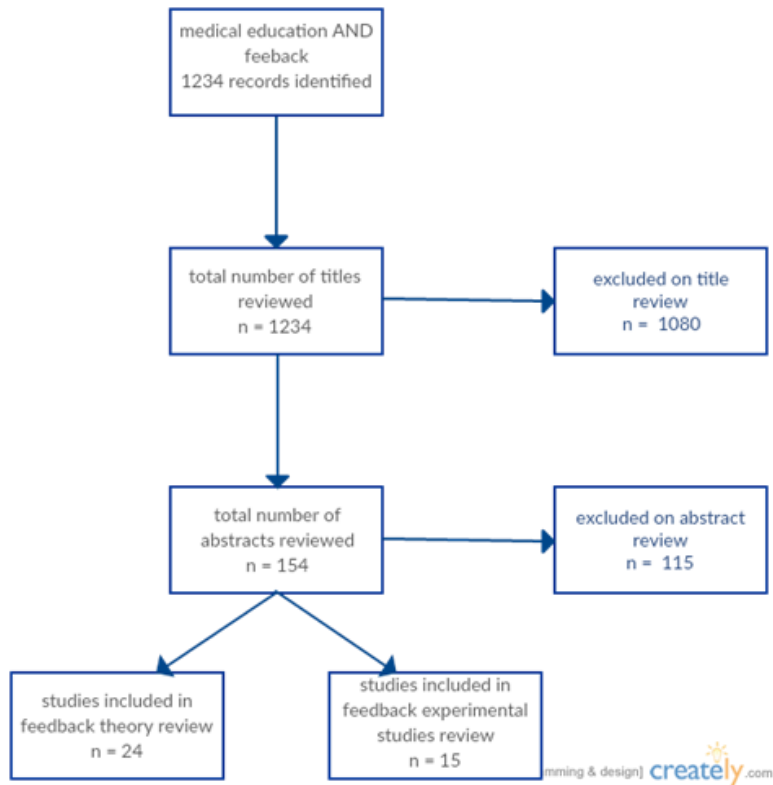 medical education AND
feeback
1234 records identified
total number of titles
reviewed
n = 1234
excluded on title
review
n = 1080
total number of
abstracts reviewed
n = 154
excluded on abstract
review
n = 115
studies included in
feedback theory review
n = 24
studies included in
feedback experimental
studies review
n = 15
mming & design] creately.com